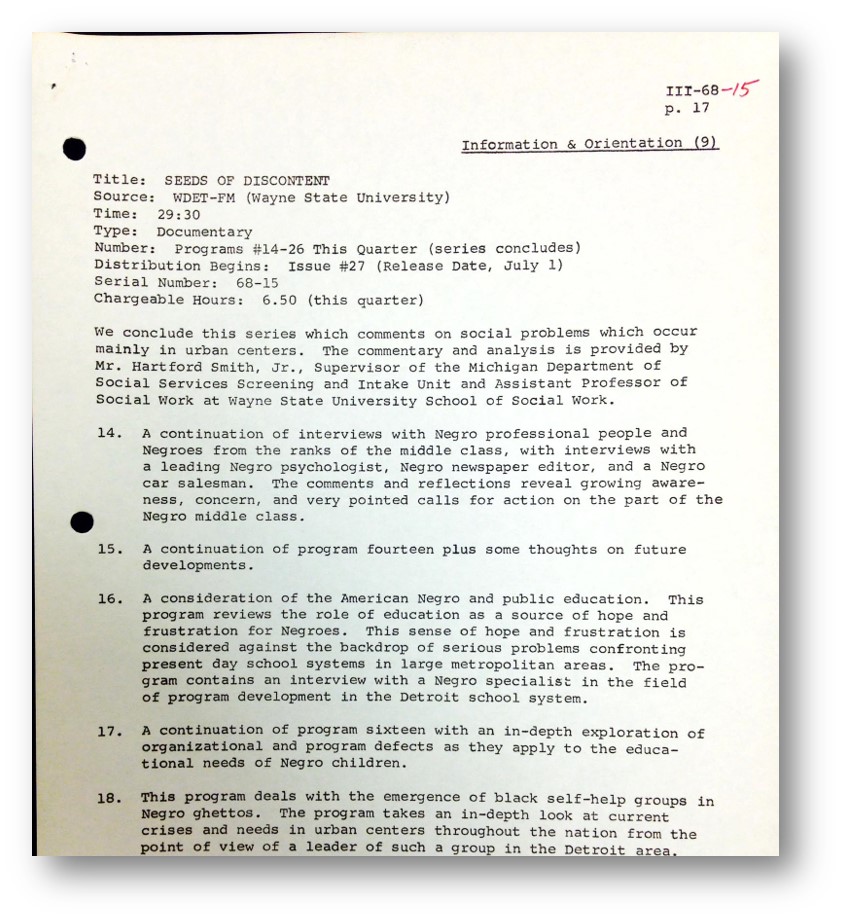 III-68-15
p. 17
Information & Orientation (9)
Title: SEEDS OF DISCONTENT
Source: WDET-FM (Wayne State University)
Time: 29:30
Type: Documentary
Number: Programs #14-26 This Quarter (series concludes)
Distribution Begins: Issue #27 (Release Date, July 1)
Serial Number: 68-15
Chargeable Hours: 6.50 (this quarter)
We conclude this series which comments on social problems which occur
mainly in urban centers. The commentary and analysis is provided by
Mr. Hartford Smith, Jr., Supervisor of the Michigan Department of
Social Services Screening and Intake Unit and Assistant Professor of
Social Work at Wayne State University School of Social Work.
14. A continuation of interviews with Negro professional people and
Negroes from the ranks of the middle class, with interviews with
a leading Negro psychologist, Negro newspaper editor, and a Negro
car salesman. The comments and reflections reveal growing aware-
ness, concern, and very pointed calls for action on the part of the
Negro middle class.
15. A continuation of program fourteen plus some thoughts on future
developments.
16. A consideration of the American Negro and public education. This
program reviews the role of education as a source of hope and
frustration for Negroes. This sense of hope and frustration is
considered against the backdrop of serious problems confronting
present day school systems in large metropolitan areas. The pro-
gram contains an interview with a Negro specialist in the field
of program development in the Detroit school system.
17. A continuation of program sixteen with an in-depth exploration of
organizational and program defects as they apply to the educa-
tional needs of Negro children.
18. This program deals with the emergence of black self-help groups in
Negro ghettos. The program takes an in-depth look at current
crises and needs in urban centers throughout the nation from the
point of view of a leader of such a group in the Detroit area.